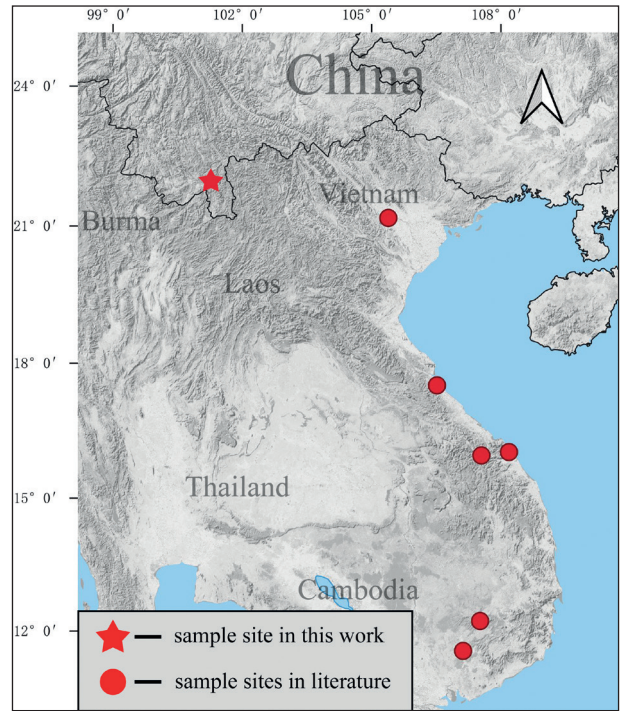 99° 0′ 102° 0′ 105° 0′ 108° 0′
China
24° 0′
Vietnam
Burma
21° 0′
Laos
18° 0′
Thailand
15° 0′
Cambodia
12° 0′
sample site in this work
sample sites in literature